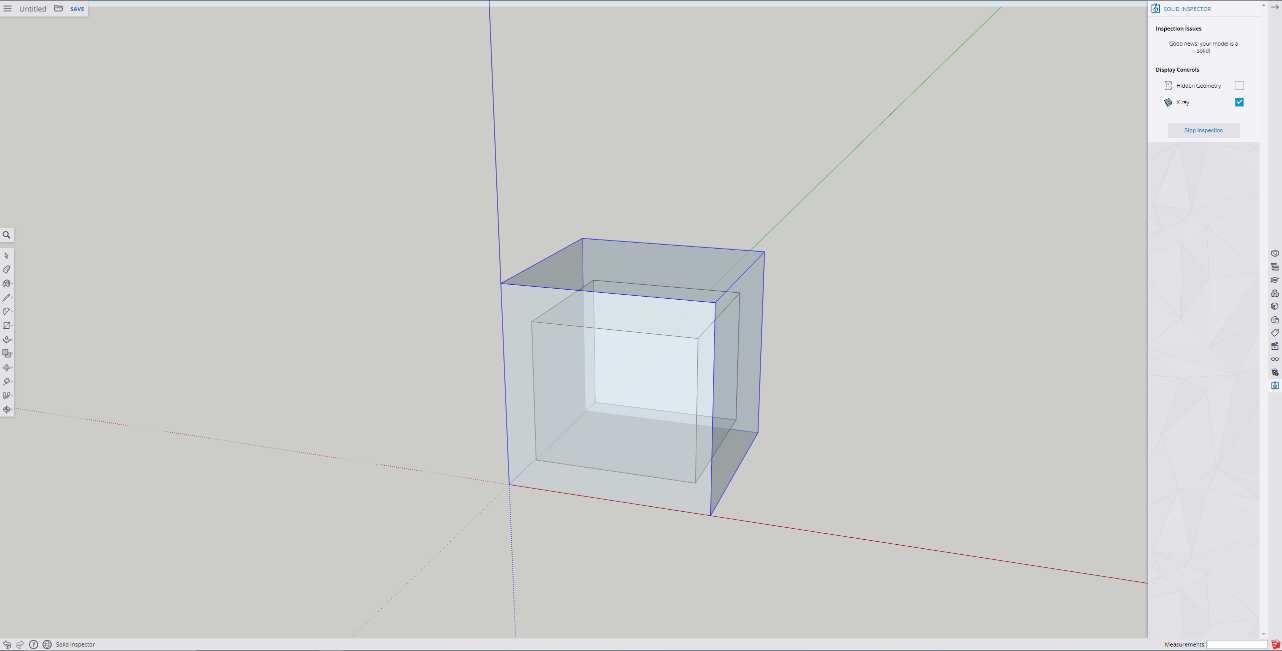 Untitled SAVE
SOLID INSPECTOR
Inspection Issues
Good news, your model is a
solid!
Display Controls
Hidden Geometry
X-ray
Stop Inspection
Solid Inspector
Measurements